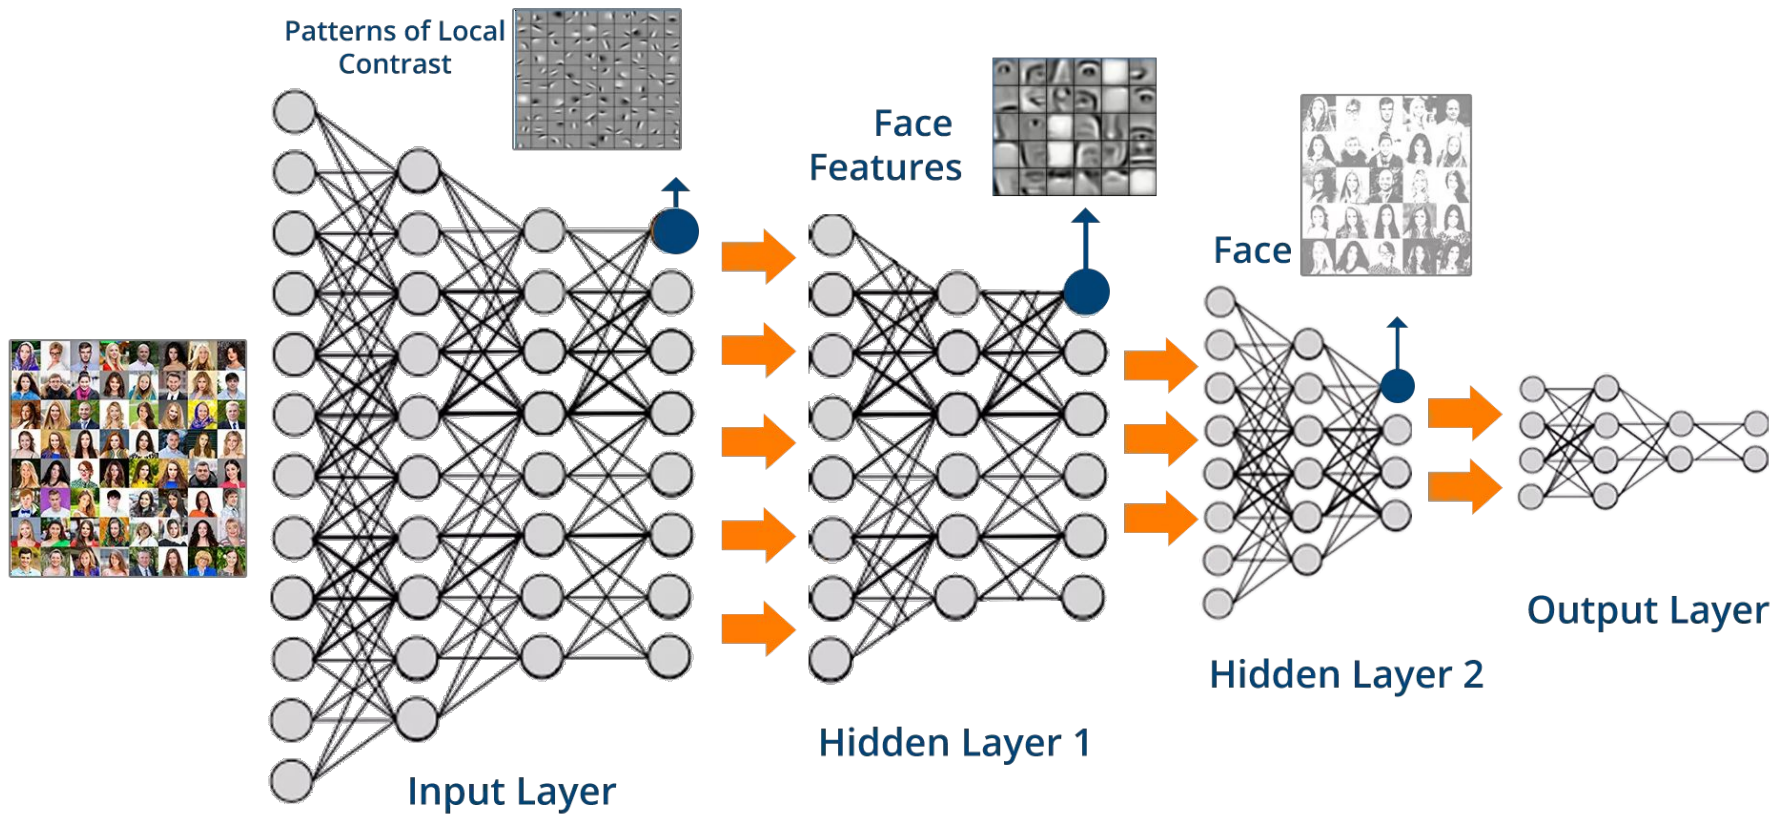 Patterns of Local
Contrast
Face
Features
Face
Input Layer
Hidden Layer 1
Hidden Layer 2
Output Layer